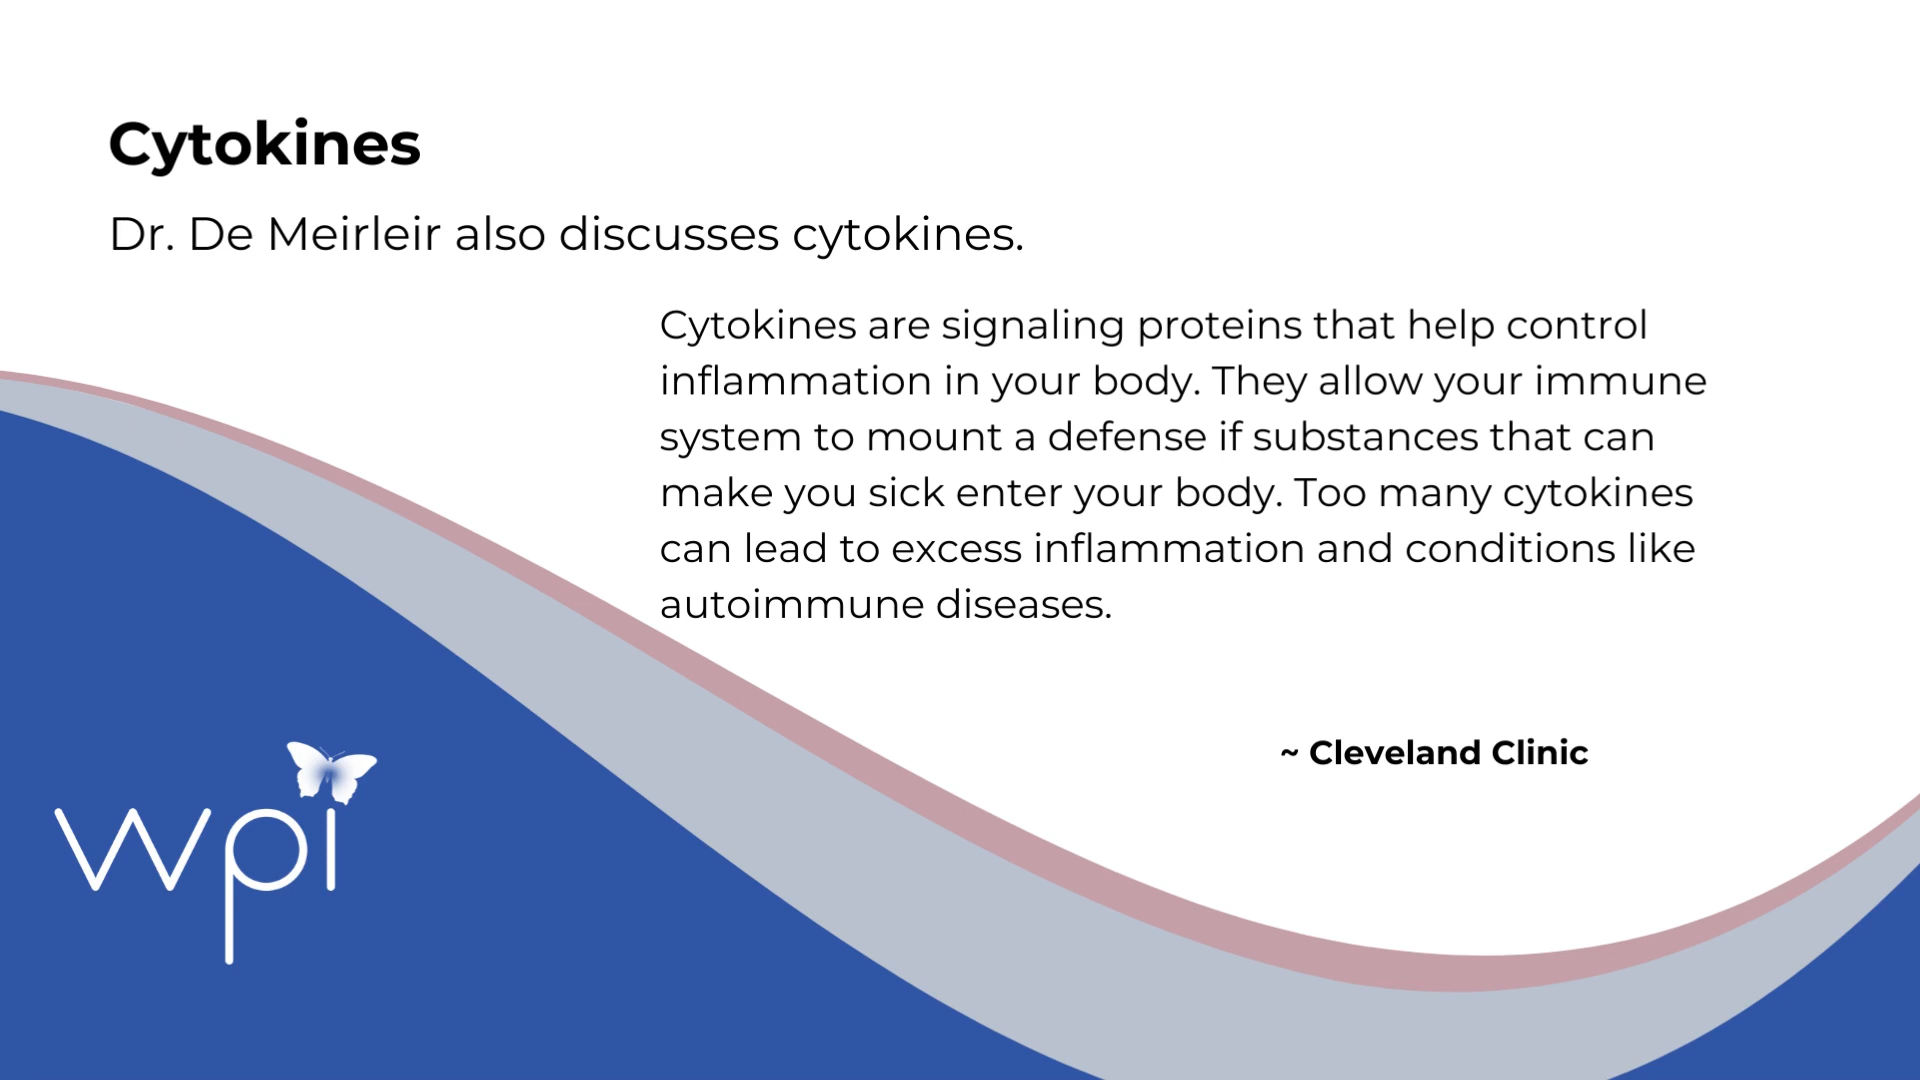 Cytokines
Dr. De Meirleir also discusses cytokines.
Cytokines are signaling proteins that help control
inflammation in your body. They allow your immune
system to mount a defense if substances that can
make you sick enter your body. Too many cytokines
can lead to excess inflammation and conditions like
autoimmune diseases.
~ Cleveland Clinic
wpi